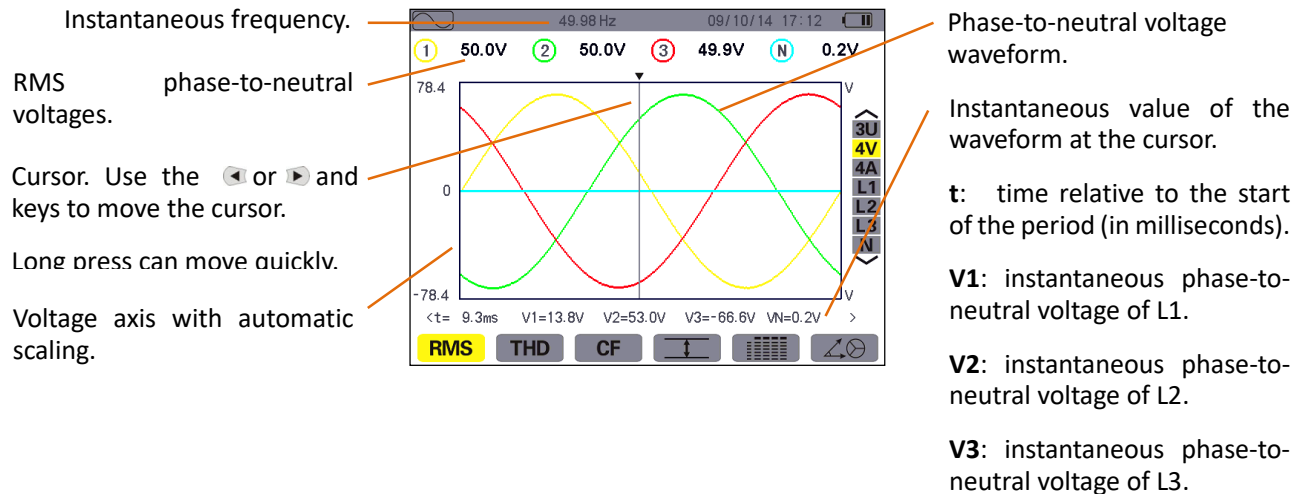 Instantaneous frequency.
RMS phase-to-neutral
voltages.
Cursor. Use the or and
keys to move the cursor.
Long press can move quickly.
Voltage axis with automatic
scaling.
49.98 Hz 09/10/14 17:12
1 50.0V 2 50.0V 3 49.9V N 0.2V
78.4 V
3U
4V
4A
L1
0
L2
L3
N
-78.4 V
<t= 9.3ms V1=13.8V V2=53.0V V3=-66.6V VN=0.2V >
RMS THD CF
Phase-to-neutral voltage
waveform.
Instantaneous value of the
waveform at the cursor.
t: time relative to the start
of the period (in milliseconds).
V1: instantaneous phase-to-
neutral voltage of L1.
V2: instantaneous phase-to-
neutral voltage of L2.
V3: instantaneous phase-to-
neutral voltage of L3.